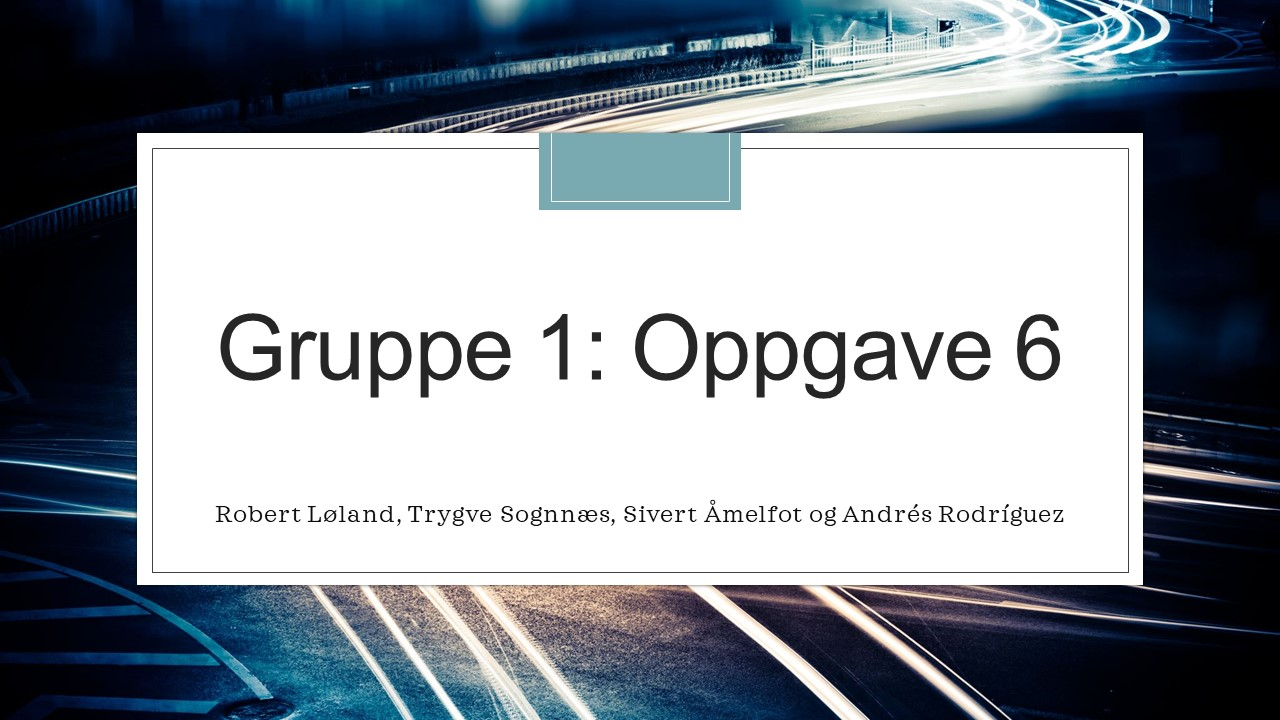 Gruppe 1: Oppgave 6
Robert Løland, Trygve Sognnæs, Sivert Åmelfot og Andrés Rodríguez